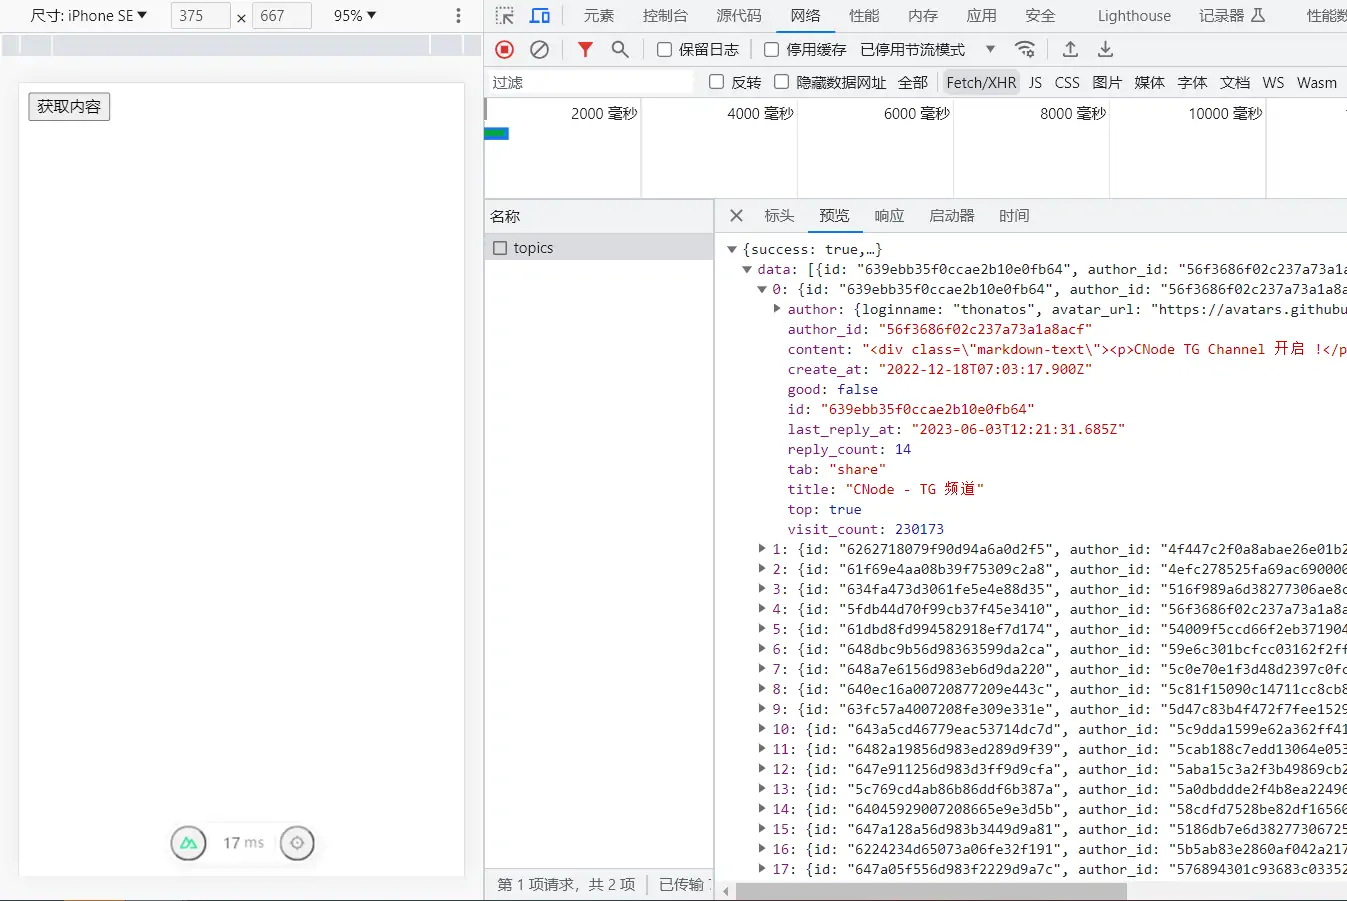 尺寸: iPhone SE ▼ 375 × 667 95% ▼
元素 控制台 源代码 网络 性能 内存 应用 安全 Lighthouse 记录器 性能数
保留日志 停用缓存 已停用节流模式 ▼
过滤 反转 隐藏数据网址 全部 Fetch/XHR JS CSS 图片 媒体 字体 文档 WS Wasm
获取内容
2000 毫秒 4000 毫秒 6000 毫秒 8000 毫秒 10000 毫秒
名称
topics
标头 预览 响应 启动器 时间
▼ {success: true,…}
▼ data: [{id: "639ebb35f0ccae2b10e0fb64", author_id: "56f3686f02c237a73a1a
▼ 0: {id: "639ebb35f0ccae2b10e0fb64", author_id: "56f3686f02c237a73a1a8a
▶ author: {loginname: "thonatos", avatar_url: "https://avatars.githubu
author_id: "56f3686f02c237a73a1a8acf"
content: "<div class=\"markdown-text\"><p>CNode TG Channel 开启 !</p
create_at: "2022-12-18T07:03:17.900Z"
good: false
id: "639ebb35f0ccae2b10e0fb64"
last_reply_at: "2023-06-03T12:21:31.685Z"
reply_count: 14
tab: "share"
title: "CNode - TG 频道"
top: true
visit_count: 230173
▶ 1: {id: "6262718079f90d94a6a0d2f5", author_id: "4f447c2f0a8abae26e01b2
▶ 2: {id: "61f69e4aa08b39f75309c2a8", author_id: "4efc278525fa69ac690000
▶ 3: {id: "634fa473d3061fe5e4e88d35", author_id: "516f989a6d38277306ae8c
▶ 4: {id: "5fdb44d70f99cb37f45e3410", author_id: "56f3686f02c237a73a1a8a
▶ 5: {id: "61dbd8fd994582918ef7d174", author_id: "54009f5ccd66f2eb371904
▶ 6: {id: "648dbc9b56d98363599da2ca", author_id: "59e6c301bcfcc03162f2ff
▶ 7: {id: "648a7e6156d983eb6d9da220", author_id: "5c0e70e1f3d48d2397c0fc
▶ 8: {id: "640ec16a00720877209e443c", author_id: "5c81f15090c14711cc8cb8
▶ 9: {id: "63fc57a4007208fe309e331e", author_id: "5d47c83b4f472f7fee1529
▶ 10: {id: "643a5cd46779eac53714dc7d", author_id: "5c9dda1599e62a362ff41
▶ 11: {id: "6482a19856d983ed289d9f39", author_id: "5cab188c7edd13064e053
▶ 12: {id: "647e911256d983d3ff9d9cfa", author_id: "5aba15c3a2f3b49869cb2
▶ 13: {id: "5c769cd4ab86b86ddf6b387a", author_id: "5a0dbddde2f4b8ea22496
▶ 14: {id: "64045929007208665e9e3d5b", author_id: "58cdfd7528be82df16560
▶ 15: {id: "647a128a56d983b3449d9a81", author_id: "5186db7e6d38277306725
▶ 16: {id: "6224234d65073a06fe32f191", author_id: "5b5ab83e2860af042a217
▶ 17: {id: "647a05f556d983f2229d9a7c", author_id: "576894301c93683c03352
17 ms
第 1 项请求，共 2 项 已传输